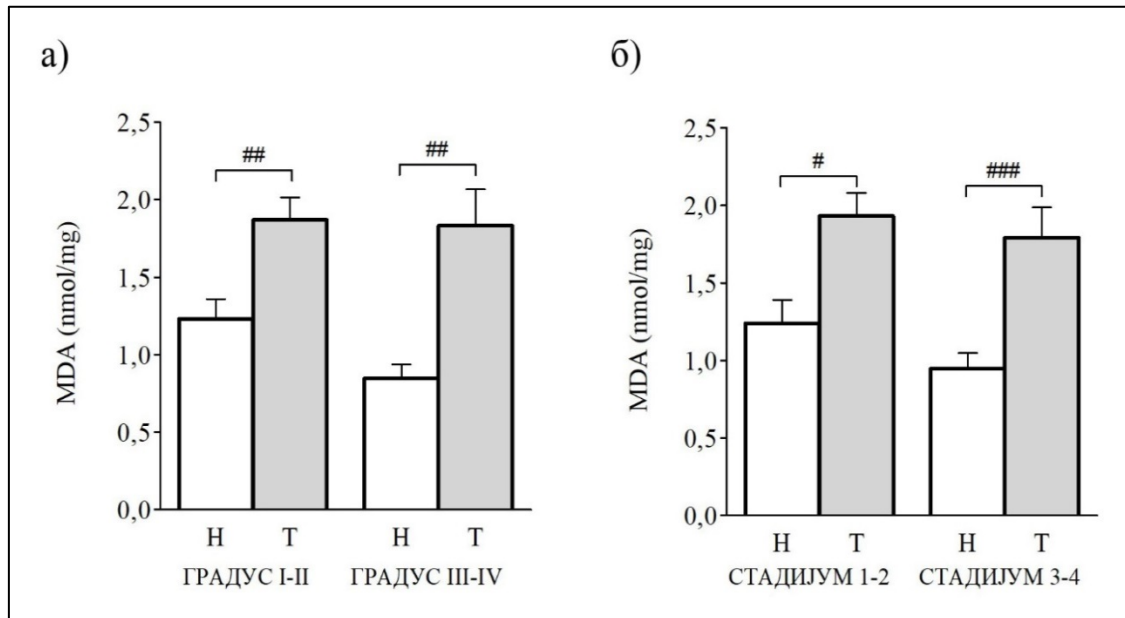 а)
2,5
2,0
1,5
1,0
0,5
0,0
MDA (nmol/mg)
##
##
Н Т Н Т
ГРАДУС I-II ГРАДУС III-IV
б)
2,5
2,0
1,5
1,0
0,5
0,0
MDA (nmol/mg)
#
###
Н Т Н Т
СТАДИЈУМ 1-2 СТАДИЈУМ 3-4